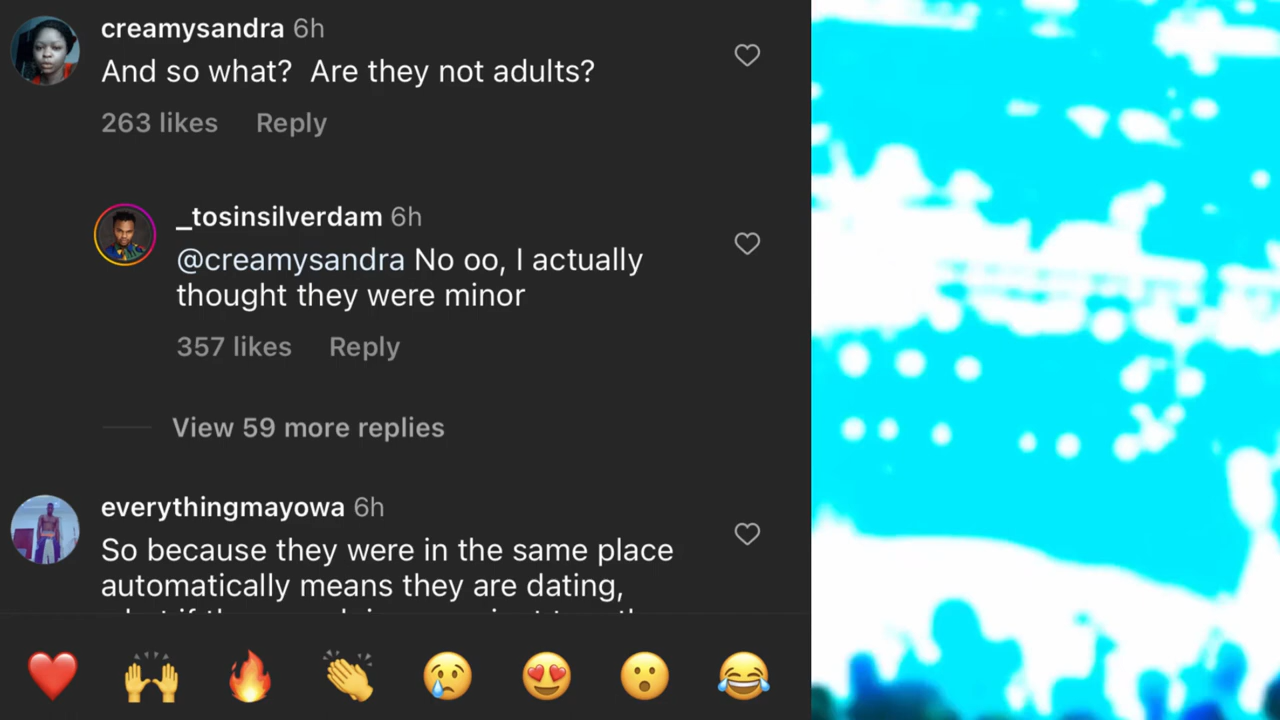 creamysandra 6h
And so what? Are they not adults?
263 likes Reply
_tosinsilverdam 6h
@creamysandra No oo, I actually
thought they were minor
357 likes Reply
View 59 more replies
everythingmayowa 6h
So because they were in the same place
automatically means they are dating,